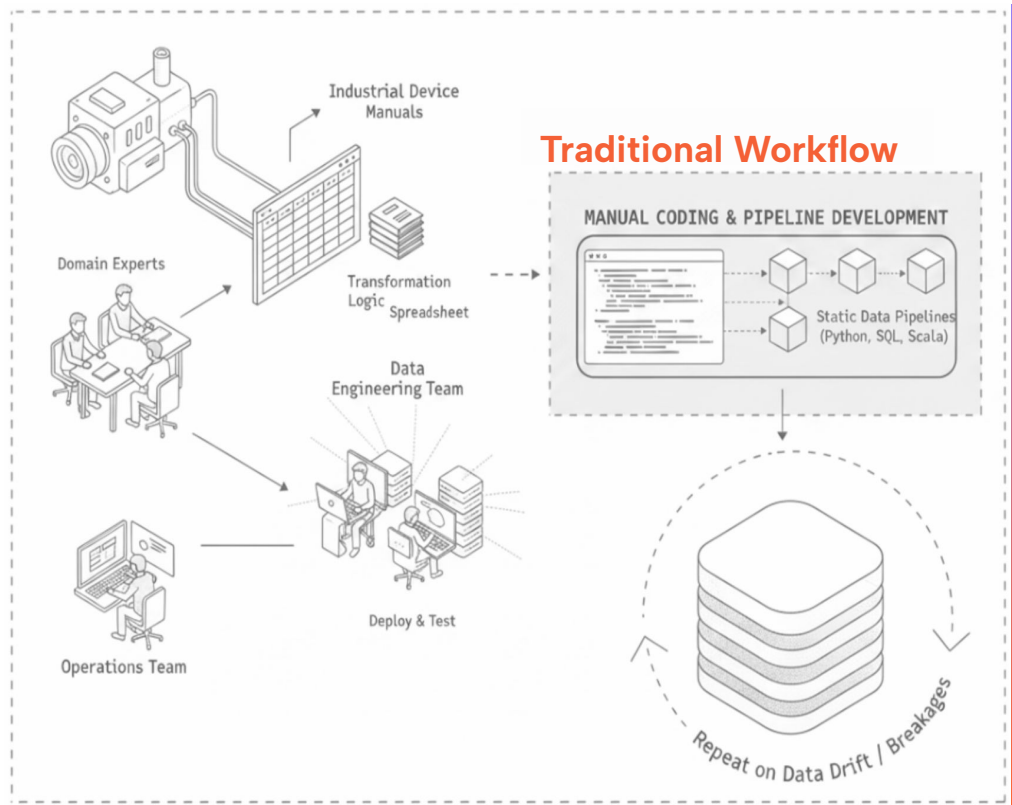 Industrial Device
Manuals
Traditional Workflow
MANUAL CODING & PIPELINE DEVELOPMENT
Domain Experts
Transformation
Logic
Spreadsheet
Static Data Pipelines
(Python, SQL, Scala)
Data
Engineering Team
Deploy & Test
Operations Team
Repeat on Data Drift / Breakages